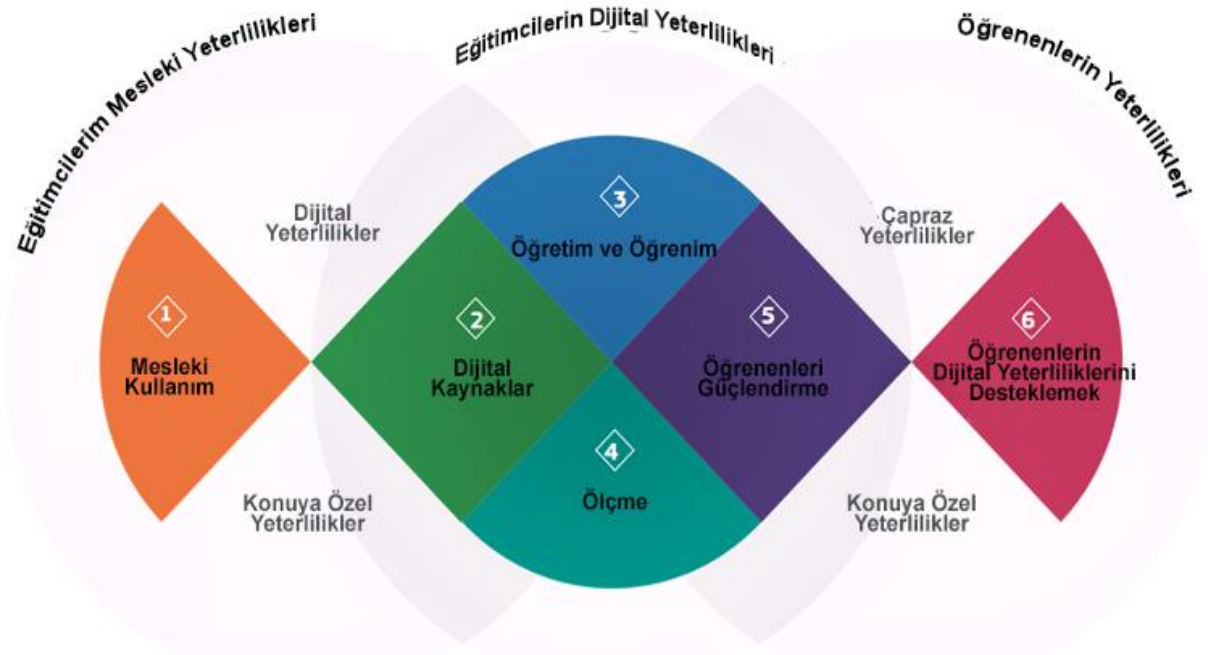 Eğitimcilerim Mesleki Yeterlilikleri
Eğitimcilerin Dijital Yeterlilikleri
Öğrenenlerin Yeterlilikleri
Dijital
Yeterlilikler
3
Öğretim ve Öğrenim
Çapraz
Yeterlilikler
1
Mesleki
Kullanım
2
Dijital
Kaynaklar
5
Öğrenenleri
Güçlendirme
6
Öğrenenlerin
Dijital Yeterliliklerini
Desteklemek
4
Ölçme
Konuya Özel
Yeterlilikler
Konuya Özel
Yeterlilikler